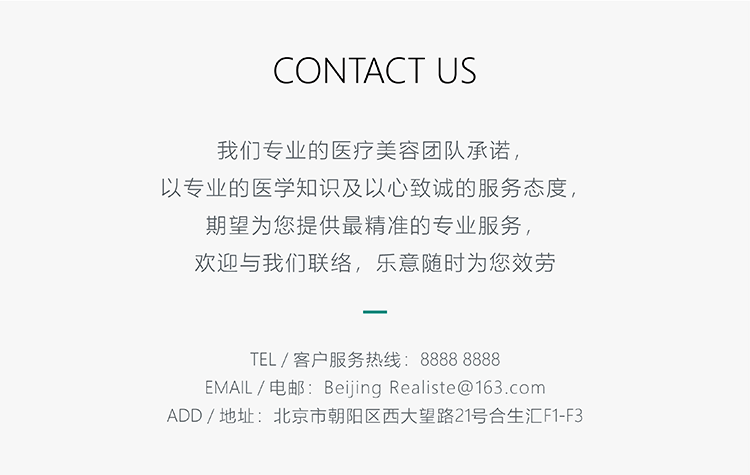 CONTACT US
我们专业的医疗美容团队承诺，
以专业的医学知识及以心致诚的服务态度，
期望为您提供最精准的专业服务，
欢迎与我们联络，乐意随时为您效劳
TEL / 客户服务热线：8888 8888
EMAIL / 电邮：Beijing Realiste@163.com
ADD / 地址：北京市朝阳区西大望路21号合生汇F1-F3